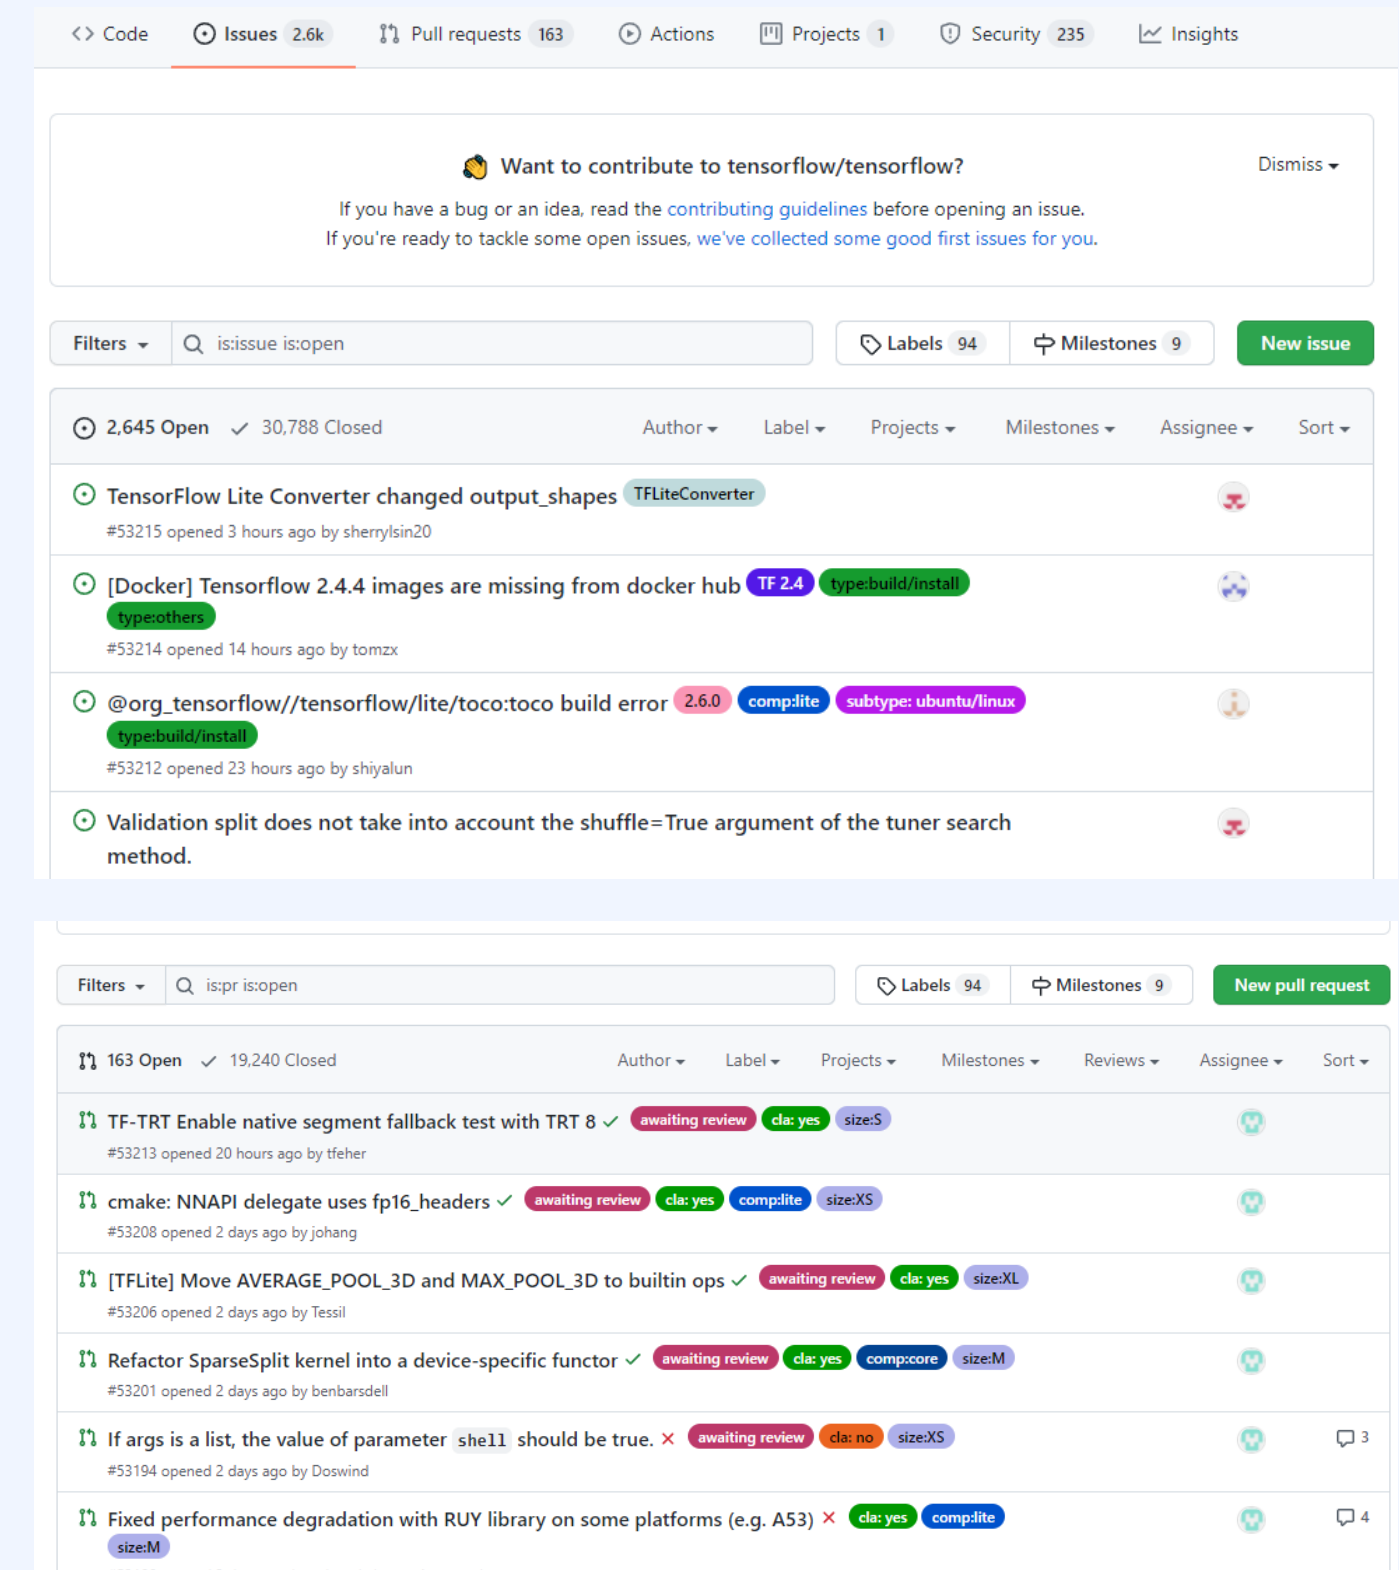 Code Issues 2.6k Pull requests 163 Actions Projects 1 Security 235 Insights
Want to contribute to tensorflow/tensorflow? Dismiss
If you have a bug or an idea, read the contributing guidelines before opening an issue.
If you're ready to tackle some open issues, we've collected some good first issues for you.
Filters is:issue is:open Labels 94 Milestones 9 New issue
2,645 Open 30,788 Closed Author Label Projects Milestones Assignee Sort
TensorFlow Lite Converter changed output_shapes TFLiteConverter
#53215 opened 3 hours ago by sherrylsin20
[Docker] Tensorflow 2.4.4 images are missing from docker hub TF 2.4 type:build/install
type:others
#53214 opened 14 hours ago by tomzx
@org_tensorflow//tensorflow/lite/toco:toco build error 2.6.0 comp:lite subtype: ubuntu/linux
type:build/install
#53212 opened 23 hours ago by shiyalun
Validation split does not take into account the shuffle=True argument of the tuner search
method.
Filters is:pr is:open Labels 94 Milestones 9 New pull request
163 Open 19,240 Closed Author Label Projects Milestones Reviews Assignee Sort
TF-TRT Enable native segment fallback test with TRT 8 awaiting review cla: yes size:S
#53213 opened 20 hours ago by tfeher
cmake: NNAPI delegate uses fp16_headers awaiting review cla: yes comp:lite size:XS
#53208 opened 2 days ago by johang
[TFLite] Move AVERAGE_POOL_3D and MAX_POOL_3D to builtin ops awaiting review cla: yes size:XL
#53206 opened 2 days ago by Tessil
Refactor SparseSplit kernel into a device-specific functor awaiting review cla: yes comp:core size:M
#53201 opened 2 days ago by benbarsdell
If args is a list, the value of parameter shell should be true. awaiting review cla: no size:XS 3
#53194 opened 2 days ago by Doswind
Fixed performance degradation with RUY library on some platforms (e.g. A53) cla: yes comp:lite 4
size:M